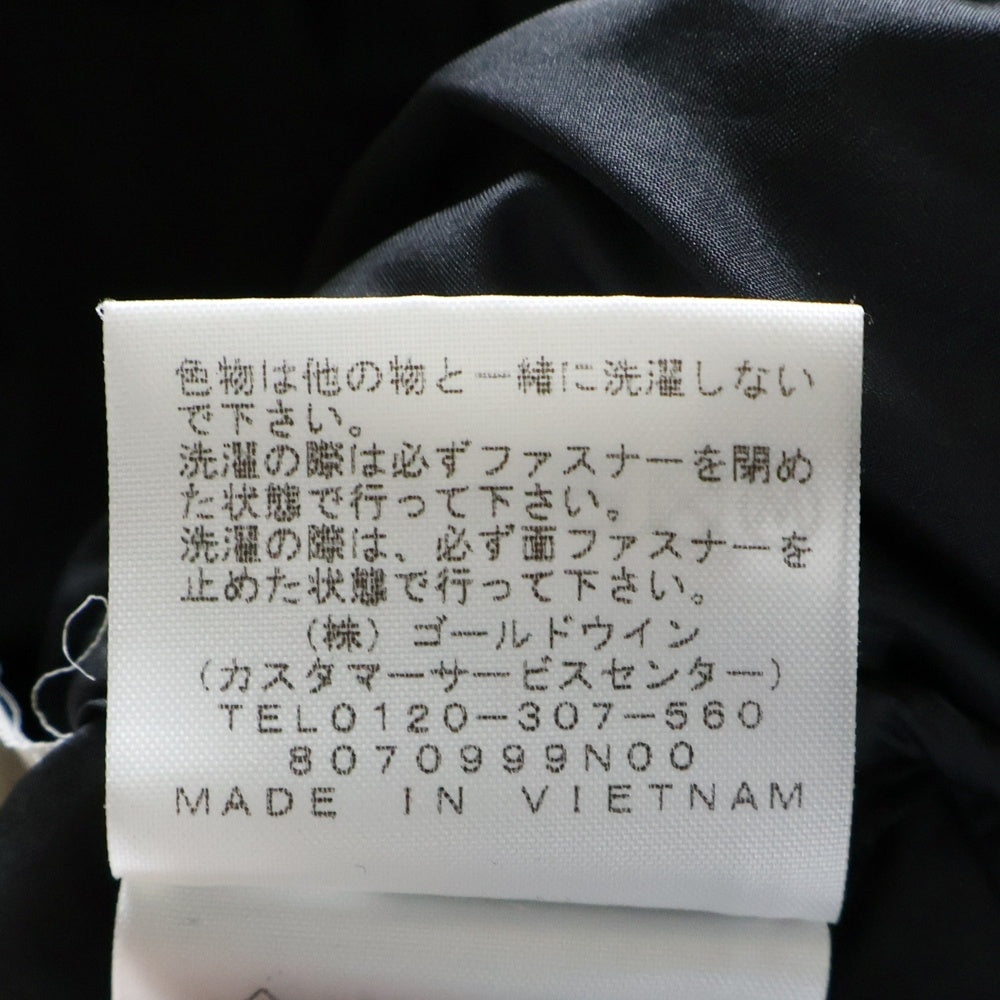 色物は他の物と一緒に洗濯しない
で下さい。
洗濯の際は必ずファスナーを閉め
た状態で行って下さい。
洗濯の際は、必ず面ファスナーを
止めた状態で行って下さい。
(株) ゴールドウイン
(カスタマーサービスセンター)
TEL0120-307-560
8070999N00
MADE IN VIETNAM